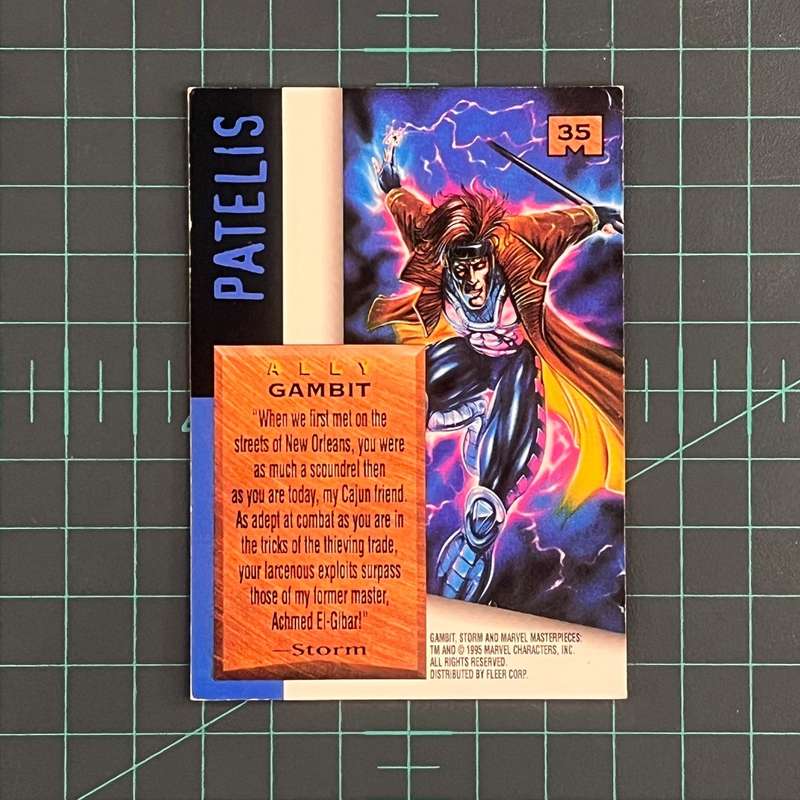 PATELIS
35
M
ALLY
GAMBIT
"When we first met on the
streets of New Orleans, you were
as much a scoundrel then
as you are today, my Cajun friend.
As adept at combat as you are in
the tricks of the thieving trade,
your larcenous exploits surpass
those of my former master,
Achmed El-Gibar!"
—Storm
GAMBIT, STORM AND MARVEL MASTERPIECES:
TM AND © 1995 MARVEL CHARACTERS, INC.
ALL RIGHTS RESERVED.
DISTRIBUTED BY FLEER CORP.